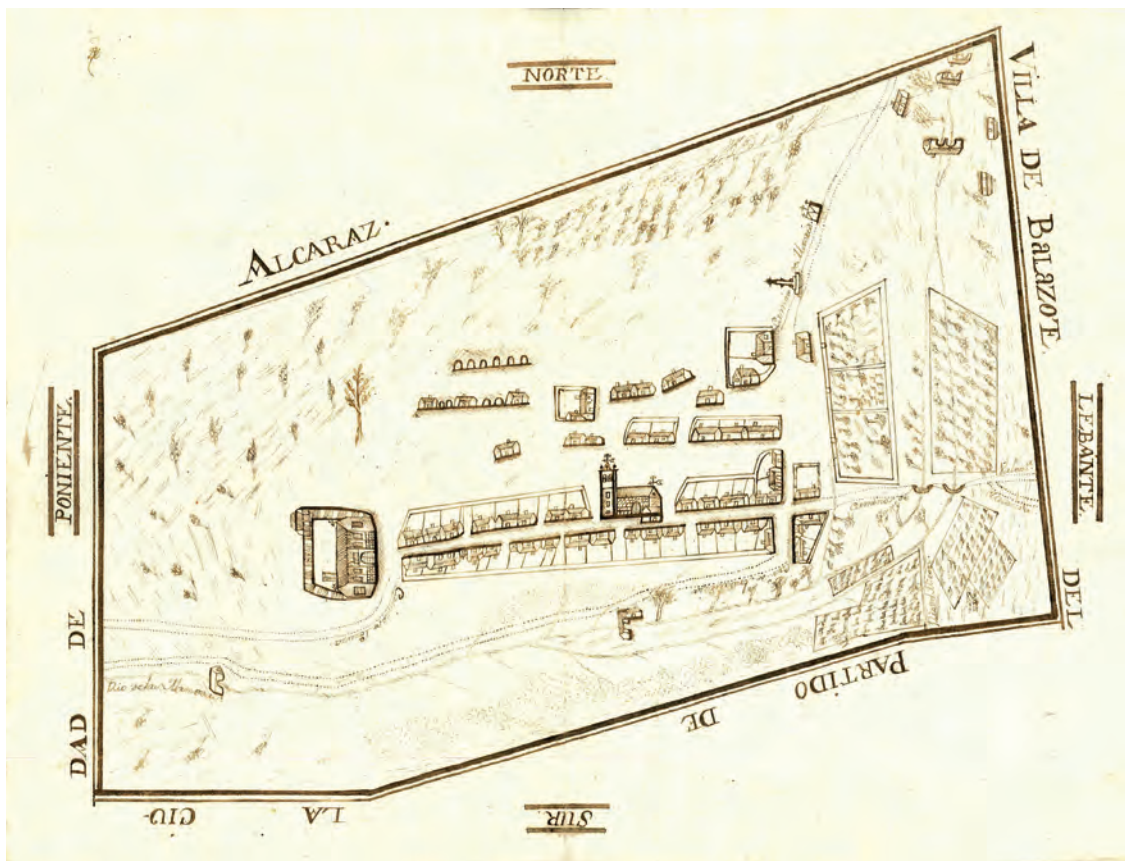 NORTE.
VILLA DE BALAZOTE.
DEL
PARTIDO
DE
LA
CIU-
DAD DE
ALCARAZ.
PONIENTE.
LEBANTE.
SUR.